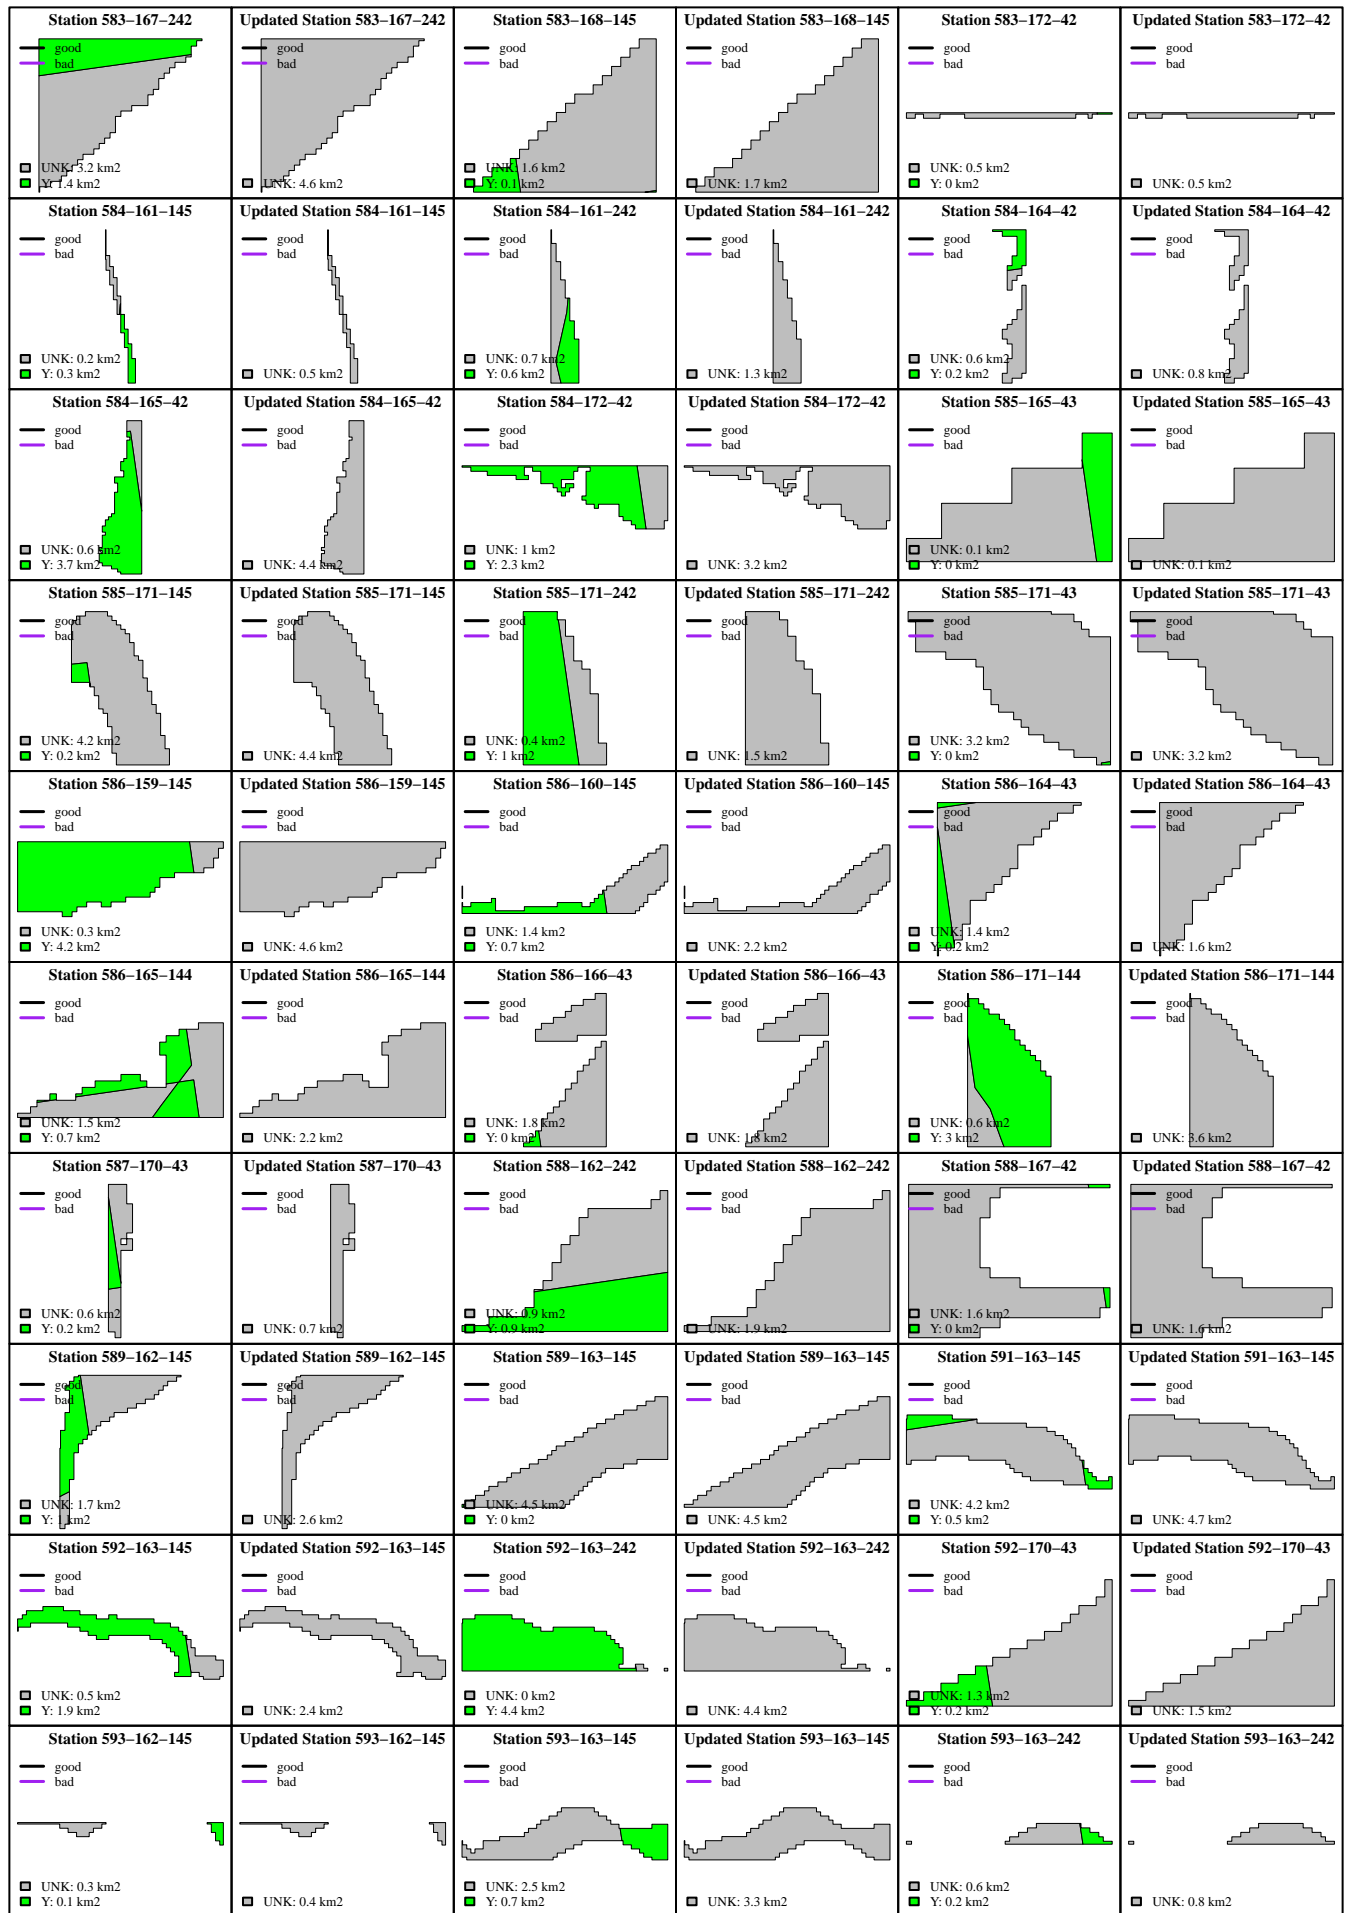 Station 583−167−242
good
bad
UNK: 3.2 km2
Y: 1.4 km2
Updated Station 583−167−242
good
bad
UNK: 4.6 km2
Station 583−168−145
good
bad
UNK: 1.6 km2
Y: 0.1 km2
Updated Station 583−168−145
good
bad
UNK: 1.7 km2
Station 583−172−42
good
bad
UNK: 0.5 km2
Y: 0 km2
Updated Station 583−172−42
good
bad
UNK: 0.5 km2
Station 584−161−145
good
bad
UNK: 0.2 km2
Y: 0.3 km2
Updated Station 584−161−145
good
bad
UNK: 0.5 km2
Station 584−161−242
good
bad
UNK: 0.7 km2
Y: 0.6 km2
Updated Station 584−161−242
good
bad
UNK: 1.3 km2
Station 584−164−42
good
bad
UNK: 0.6 km2
Y: 0.2 km2
Updated Station 584−164−42
good
bad
UNK: 0.8 km2
Station 584−165−42
good
bad
UNK: 0.6 km2
Y: 3.7 km2
Updated Station 584−165−42
good
bad
UNK: 4.4 km2
Station 584−172−42
good
bad
UNK: 1 km2
Y: 2.3 km2
Updated Station 584−172−42
good
bad
UNK: 3.2 km2
Station 585−165−43
good
bad
UNK: 0.1 km2
Y: 0 km2
Updated Station 585−165−43
good
bad
UNK: 0.1 km2
Station 585−171−145
good
bad
UNK: 4.2 km2
Y: 0.2 km2
Updated Station 585−171−145
good
bad
UNK: 4.4 km2
Station 585−171−242
good
bad
UNK: 0.4 km2
Y: 1 km2
Updated Station 585−171−242
good
bad
UNK: 1.5 km2
Station 585−171−43
good
bad
UNK: 3.2 km2
Y: 0 km2
Updated Station 585−171−43
good
bad
UNK: 3.2 km2
Station 586−159−145
good
bad
UNK: 0.3 km2
Y: 4.2 km2
Updated Station 586−159−145
good
bad
UNK: 4.6 km2
Station 586−160−145
good
bad
UNK: 1.4 km2
Y: 0.7 km2
Updated Station 586−160−145
good
bad
UNK: 2.2 km2
Station 586−164−43
good
bad
UNK: 1.4 km2
Y: 0.2 km2
Updated Station 586−164−43
good
bad
UNK: 1.6 km2
Station 586−165−144
good
bad
UNK: 1.5 km2
Y: 0.7 km2
Updated Station 586−165−144
good
bad
UNK: 2.2 km2
Station 586−166−43
good
bad
UNK: 1.8 km2
Y: 0 km2
Updated Station 586−166−43
good
bad
UNK: 1.8 km2
Station 586−171−144
good
bad
UNK: 0.6 km2
Y: 3 km2
Updated Station 586−171−144
good
bad
UNK: 3.6 km2
Station 587−170−43
good
bad
UNK: 0.6 km2
Y: 0.2 km2
Updated Station 587−170−43
good
bad
UNK: 0.7 km2
Station 588−162−242
good
bad
UNK: 0.9 km2
Y: 0.9 km2
Updated Station 588−162−242
good
bad
UNK: 1.9 km2
Station 588−167−42
good
bad
UNK: 1.6 km2
Y: 0 km2
Updated Station 588−167−42
good
bad
UNK: 1.6 km2
Station 589−162−145
good
bad
UNK: 1.7 km2
Y: 1 km2
Updated Station 589−162−145
good
bad
UNK: 2.6 km2
Station 589−163−145
good
bad
UNK: 4.5 km2
Y: 0 km2
Updated Station 589−163−145
good
bad
UNK: 4.5 km2
Station 591−163−145
good
bad
UNK: 4.2 km2
Y: 0.5 km2
Updated Station 591−163−145
good
bad
UNK: 4.7 km2
Station 592−163−145
good
bad
UNK: 0.5 km2
Y: 1.9 km2
Updated Station 592−163−145
good
bad
UNK: 2.4 km2
Station 592−163−242
good
bad
UNK: 0 km2
Y: 4.4 km2
Updated Station 592−163−242
good
bad
UNK: 4.4 km2
Station 592−170−43
good
bad
UNK: 1.3 km2
Y: 0.2 km2
Updated Station 592−170−43
good
bad
UNK: 1.5 km2
Station 593−162−145
good
bad
UNK: 0.3 km2
Y: 0.1 km2
Updated Station 593−162−145
good
bad
UNK: 0.4 km2
Station 593−163−145
good
bad
UNK: 2.5 km2
Y: 0.7 km2
Updated Station 593−163−145
good
bad
UNK: 3.3 km2
Station 593−163−242
good
bad
UNK: 0.6 km2
Y: 0.2 km2
Updated Station 593−163−242
good
bad
UNK: 0.8 km2